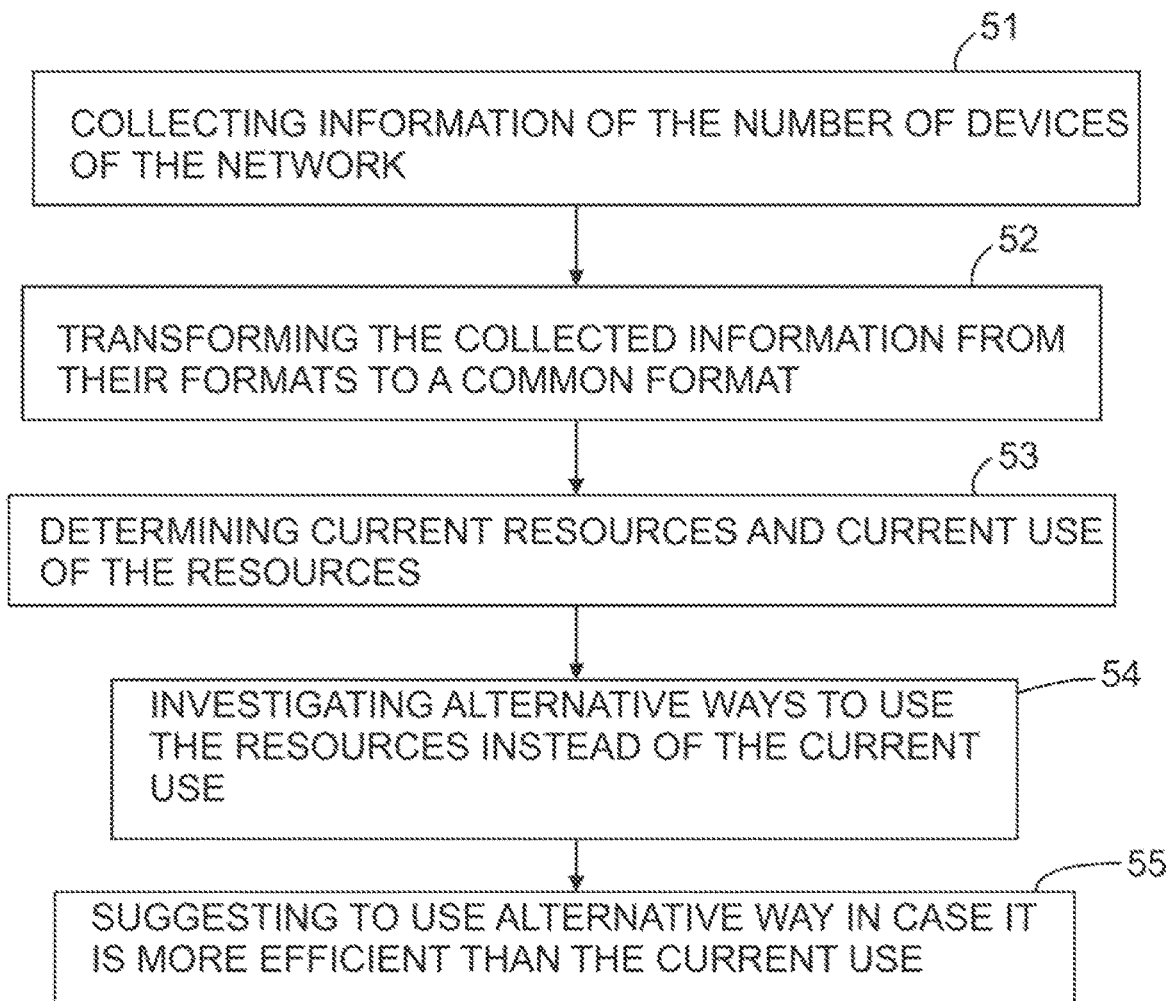 51
COLLECTING INFORMATION OF THE NUMBER OF DEVICES
OF THE NETWORK
52
TRANSFORMING THE COLLECTED INFORMATION FROM
THEIR FORMATS TO A COMMON FORMAT
53
DETERMINING CURRENT RESOURCES AND CURRENT USE
OF THE RESOURCES
54
INVESTIGATING ALTERNATIVE WAYS TO USE
THE RESOURCES INSTEAD OF THE CURRENT
USE
55
SUGGESTING TO USE ALTERNATIVE WAY IN CASE IT
IS MORE EFFICIENT THAN THE CURRENT USE